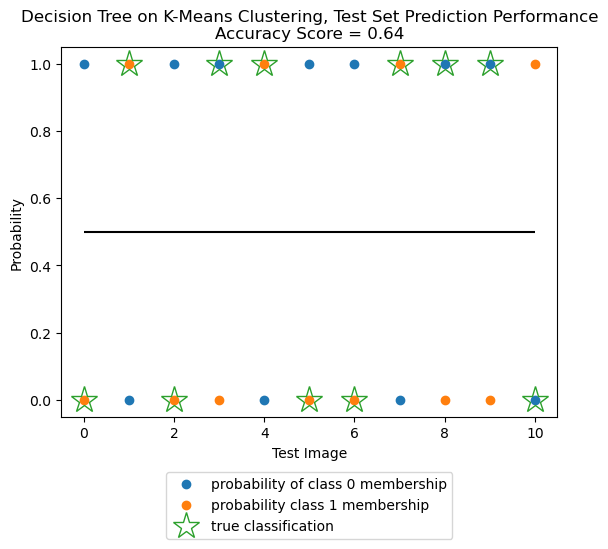 Decision Tree on K-Means Clustering, Test Set Prediction Performance
Accuracy Score = 0.64
1.0
0.8
0.6
0.4
0.2
0.0
Probability
0 2 4 6 8 10
Test Image
probability of class 0 membership
probability class 1 membership
true classification